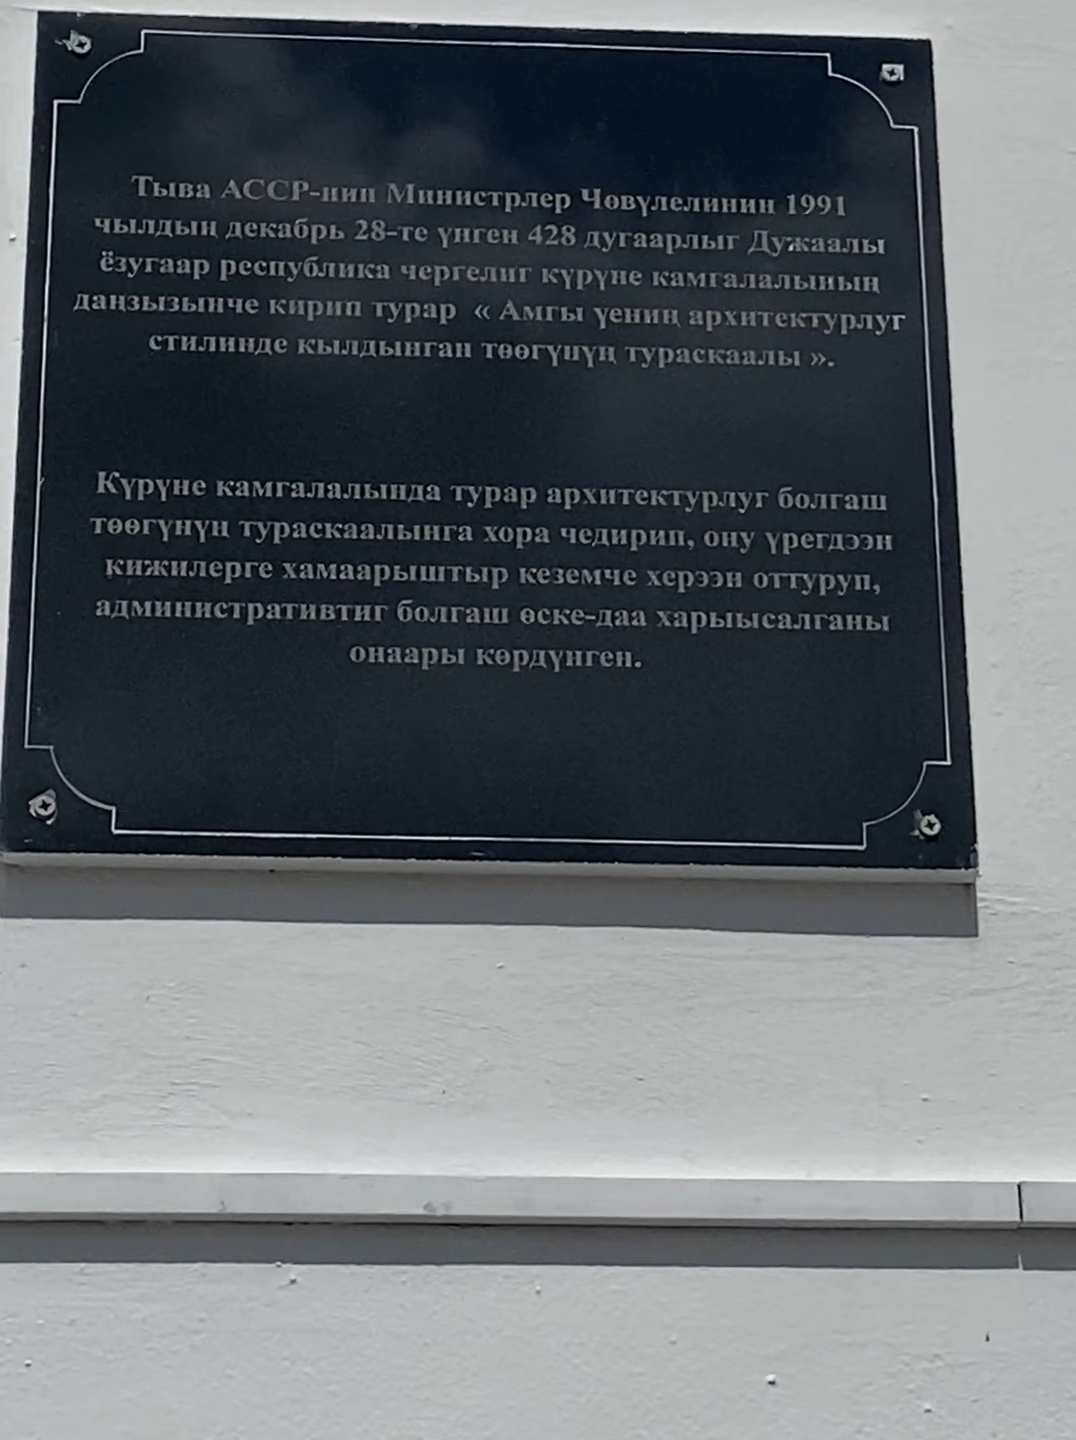 Тыва АССР-нин Министрлер Чөвүлелинин 1991
чылдың декабрь 28-те үнген 428 дугаарлыг Дужаалы
ёзугаар республика чергелиг күрүне камгалалының
даңзызынче кирип турар « Амгы үениң архитектурлуг
стилинде кылдынган төөгүнүң тураскаалы ».
Күрүне камгалалында турар архитектурлуг болгаш
төөгүнүң тураскаалынга хора чедирип, ону үрегдээн
кижилерге хамаарыштыр кеземче херээн оттуруп,
административтиг болгаш өске-даа харыысалганы
онаары көрдүнген.